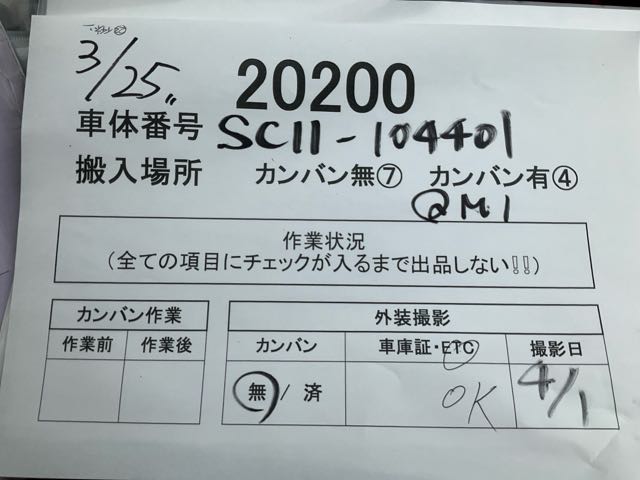 3/25〃
20200
車体番号 SC11-104401
搬入場所 カンバン無⑦ カンバン有④
QM1
作業状況
(全ての項目にチェックが入るまで出品しない!!)
カンバン作業
作業前 作業後
外装撮影
カンバン 車庫証・ETC 撮影日
無 / 済 OK 4/1